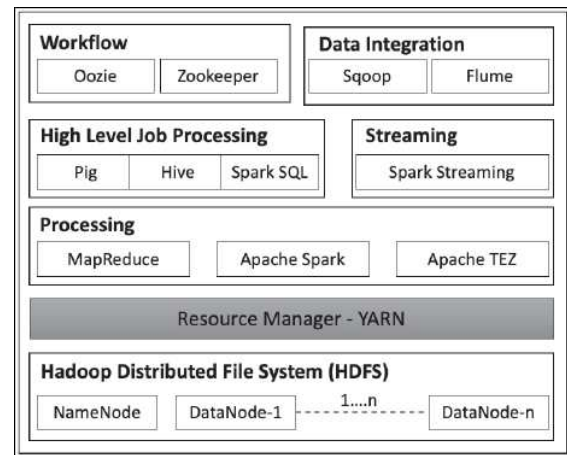 Workflow
Oozie
Zookeeper
Data Integration
Sqoop
Flume
High Level Job Processing
Pig
Hive
Spark SQL
Streaming
Spark Streaming
Processing
MapReduce
Apache Spark
Apache TEZ
Resource Manager - YARN
Hadoop Distributed File System (HDFS)
NameNode
DataNode-1
1....n
DataNode-n